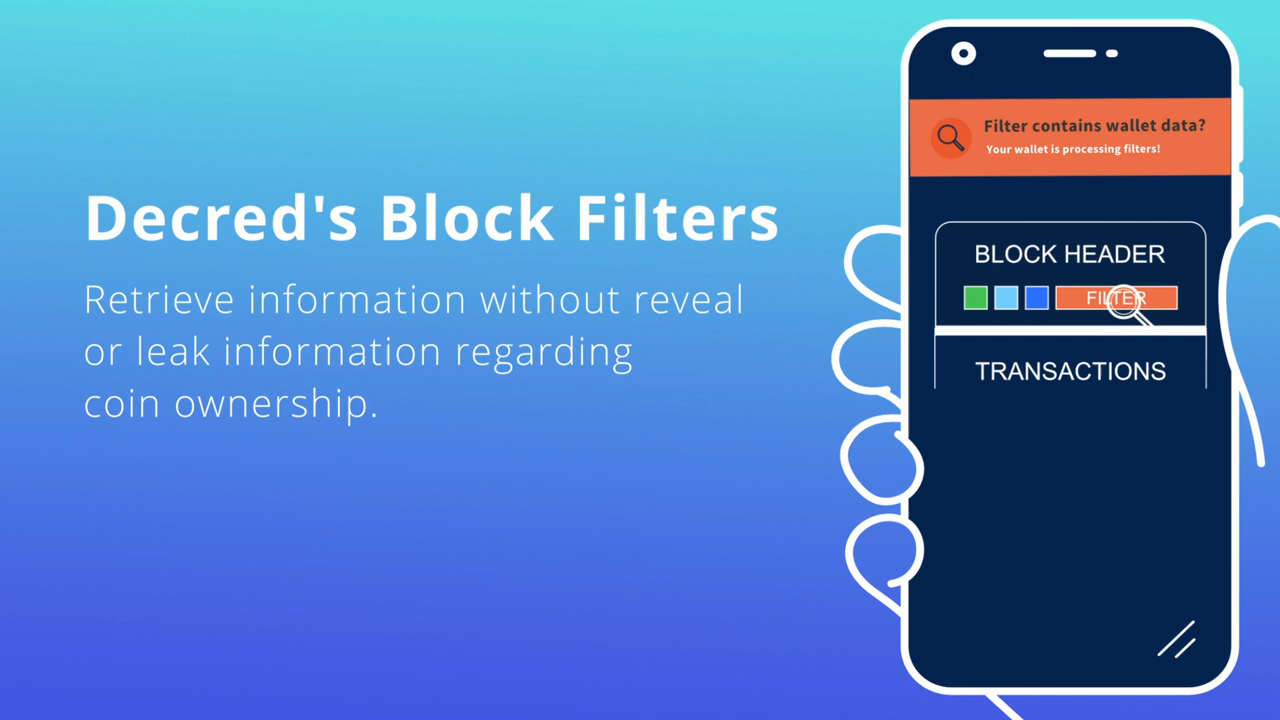 Decred's Block Filters
Retrieve information without reveal
or leak information regarding
coin ownership.
Filter contains wallet data?
Your wallet is processing filters!
BLOCK HEADER
FILTER
TRANSACTIONS